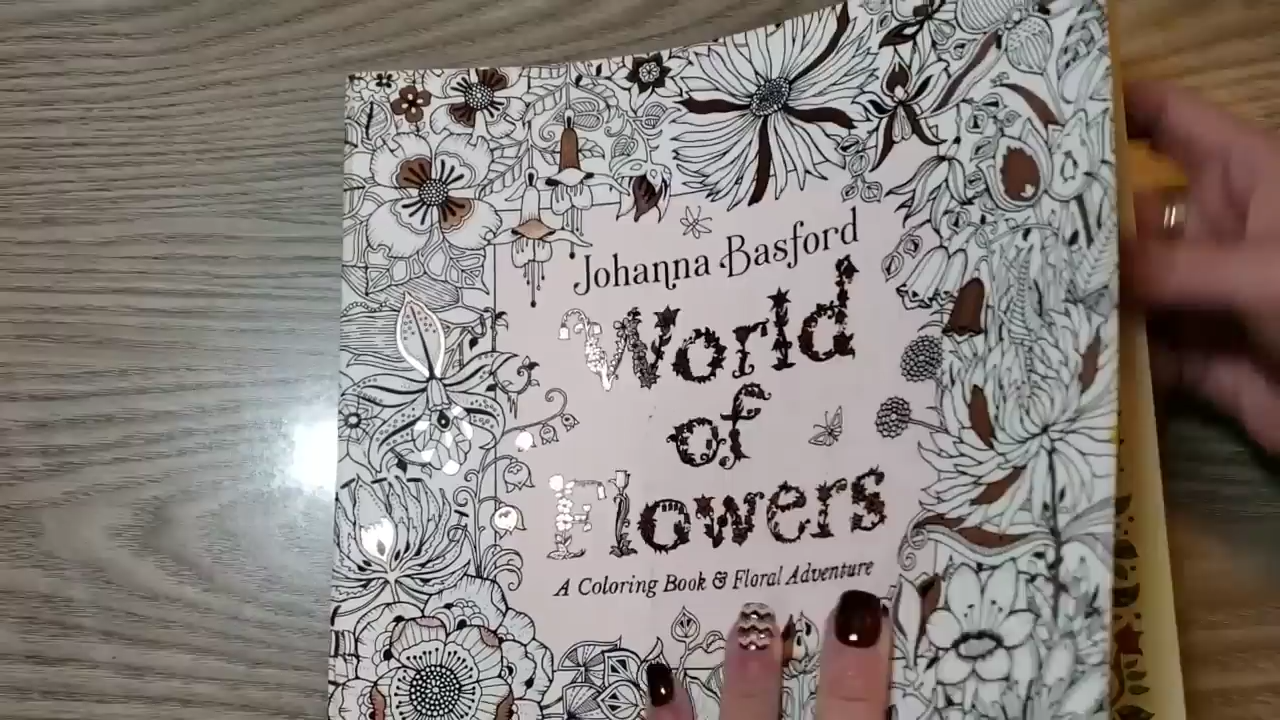 Johanna Basford
World
of
Flowers
A Coloring Book & Floral Adventure